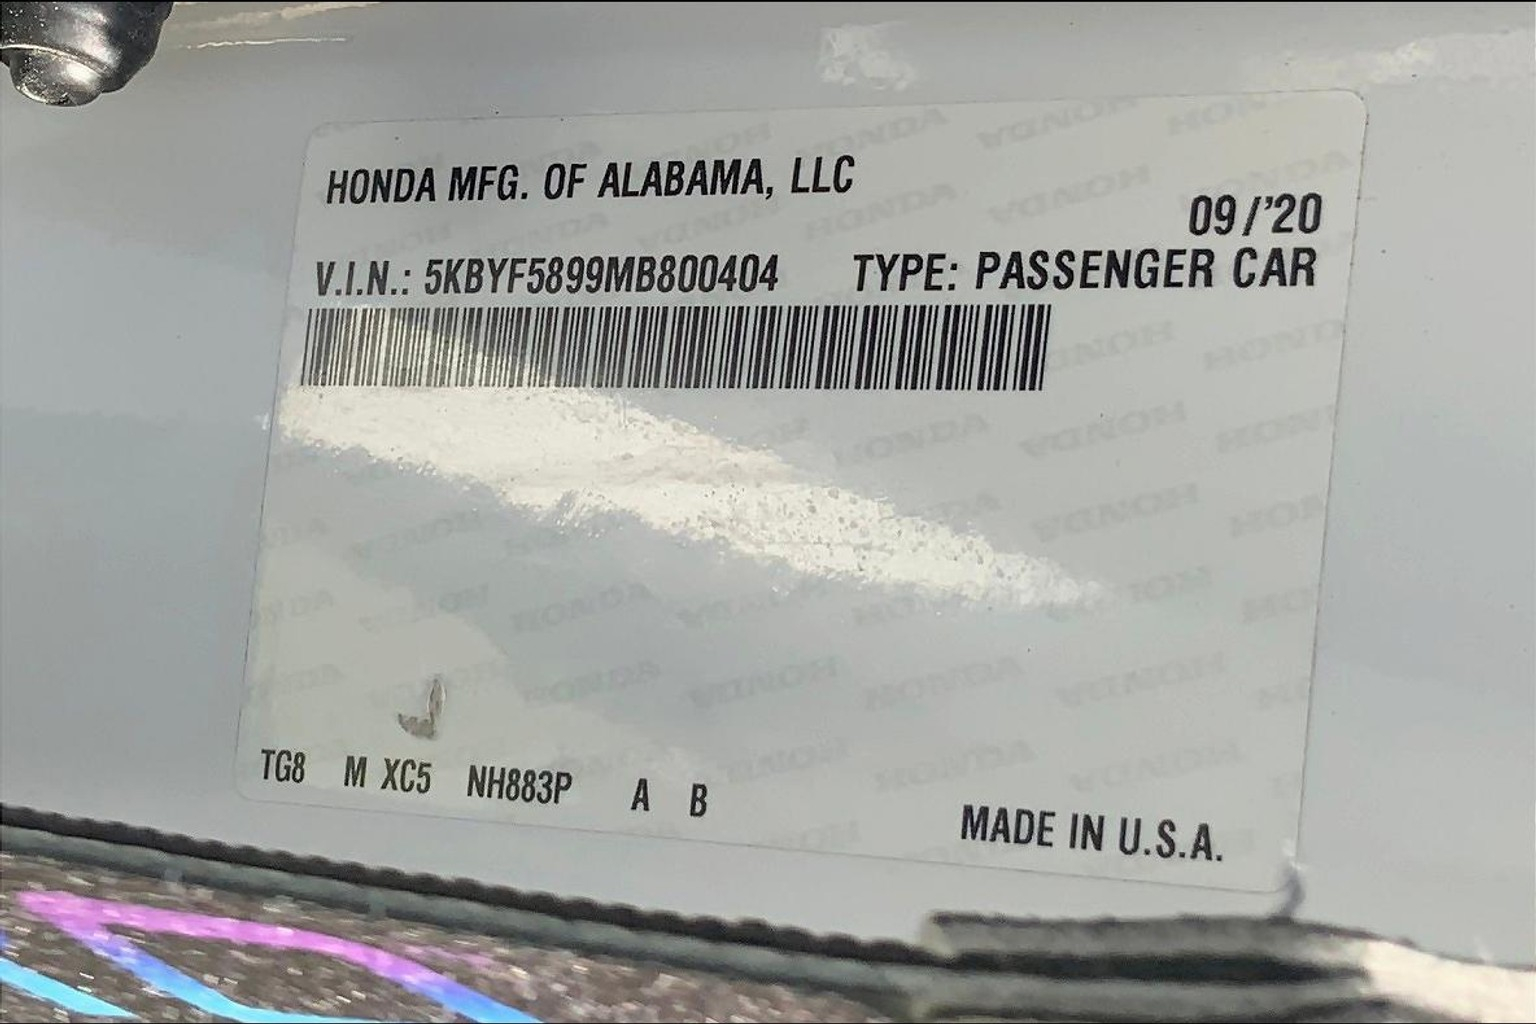 HONDA MFG. OF ALABAMA, LLC
09/'20
V.I.N.: 5KBYF5899MB800404 TYPE: PASSENGER CAR
TG8 M XC5 NH883P A B
MADE IN U.S.A.